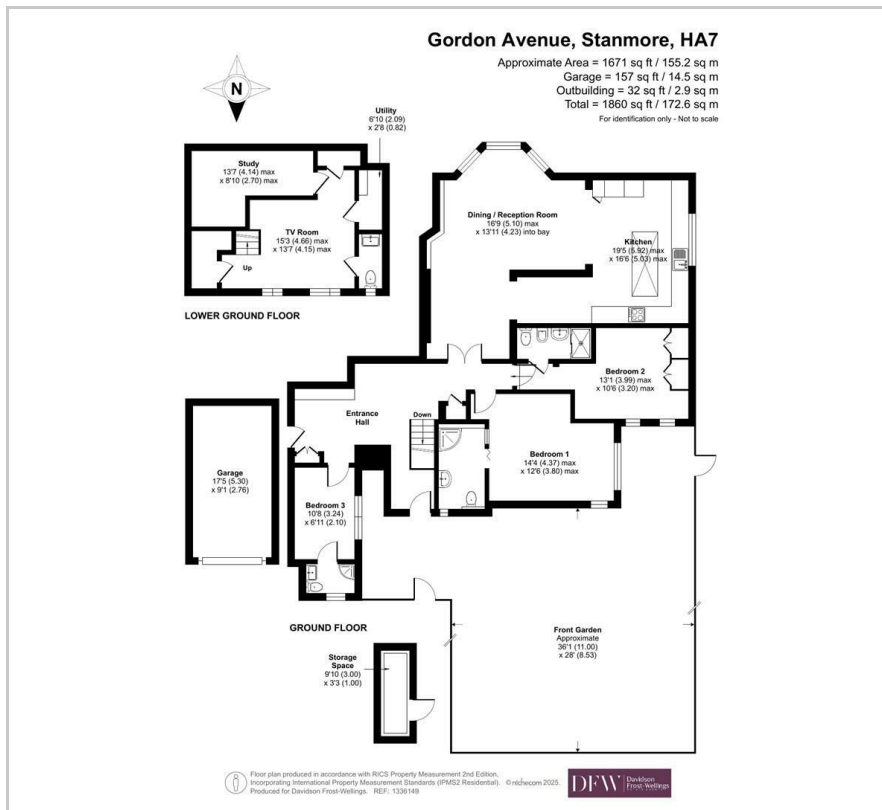 Gordon Avenue, Stanmore, HA7
Approximate Area = 1671 sq ft / 155.2 sq m
Garage = 157 sq ft / 14.5 sq m
Outbuilding = 32 sq ft / 2.9 sq m
Total = 1860 sq ft / 172.6 sq m
For identification only - Not to scale
N
Utility
6'10 (2.09)
x 2'8 (0.82)
Study
13'7 (4.14) max
x 8'10 (2.70) max
TV Room
15'3 (4.66) max
x 13'7 (4.15) max
Up
LOWER GROUND FLOOR
Dining / Reception Room
16'9 (5.10) max
x 13'11 (4.23) into bay
Kitchen
19'5 (5.92) max
x 16'6 (5.03) max
Bedroom 2
13'1 (3.99) max
x 10'6 (3.20) max
Entrance
Hall
Down
Bedroom 1
14'4 (4.37) max
x 12'6 (3.80) max
Garage
17'5 (5.30)
x 9'1 (2.76)
Bedroom 3
10'8 (3.24)
x 6'11 (2.10)
GROUND FLOOR
Front Garden
Approximate
36'1 (11.00)
x 28' (8.53)
Storage
Space
9'10 (3.00)
x 3'3 (1.00)
Floor plan produced in accordance with RICS Property Measurement 2nd Edition.
Incorporating International Property Measurement Standards (IPMS2 Residential). © nichecom 2025.
Produced for Davidson Frost-Wellings. REF: 1336149
DFW
Davidson
Frost-Wellings